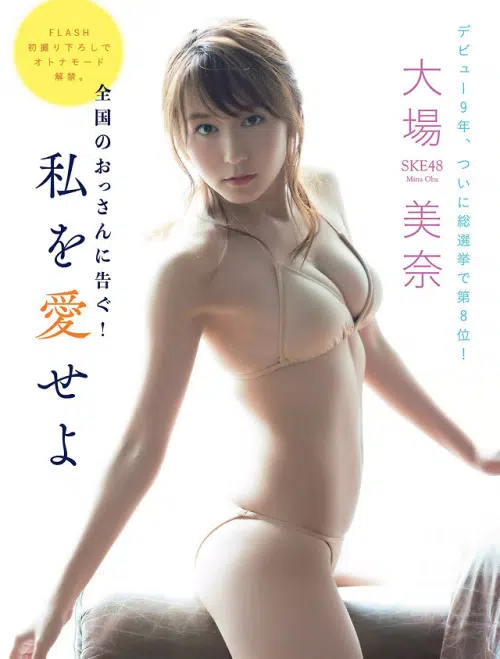 FLASH
初撮り下ろしで
オトナモード
解禁。
デビュー9年、ついに総選挙で第8位！
大場美奈
SKE48
Mina Oba
全国のおっさんに告ぐ！
私を愛せよ